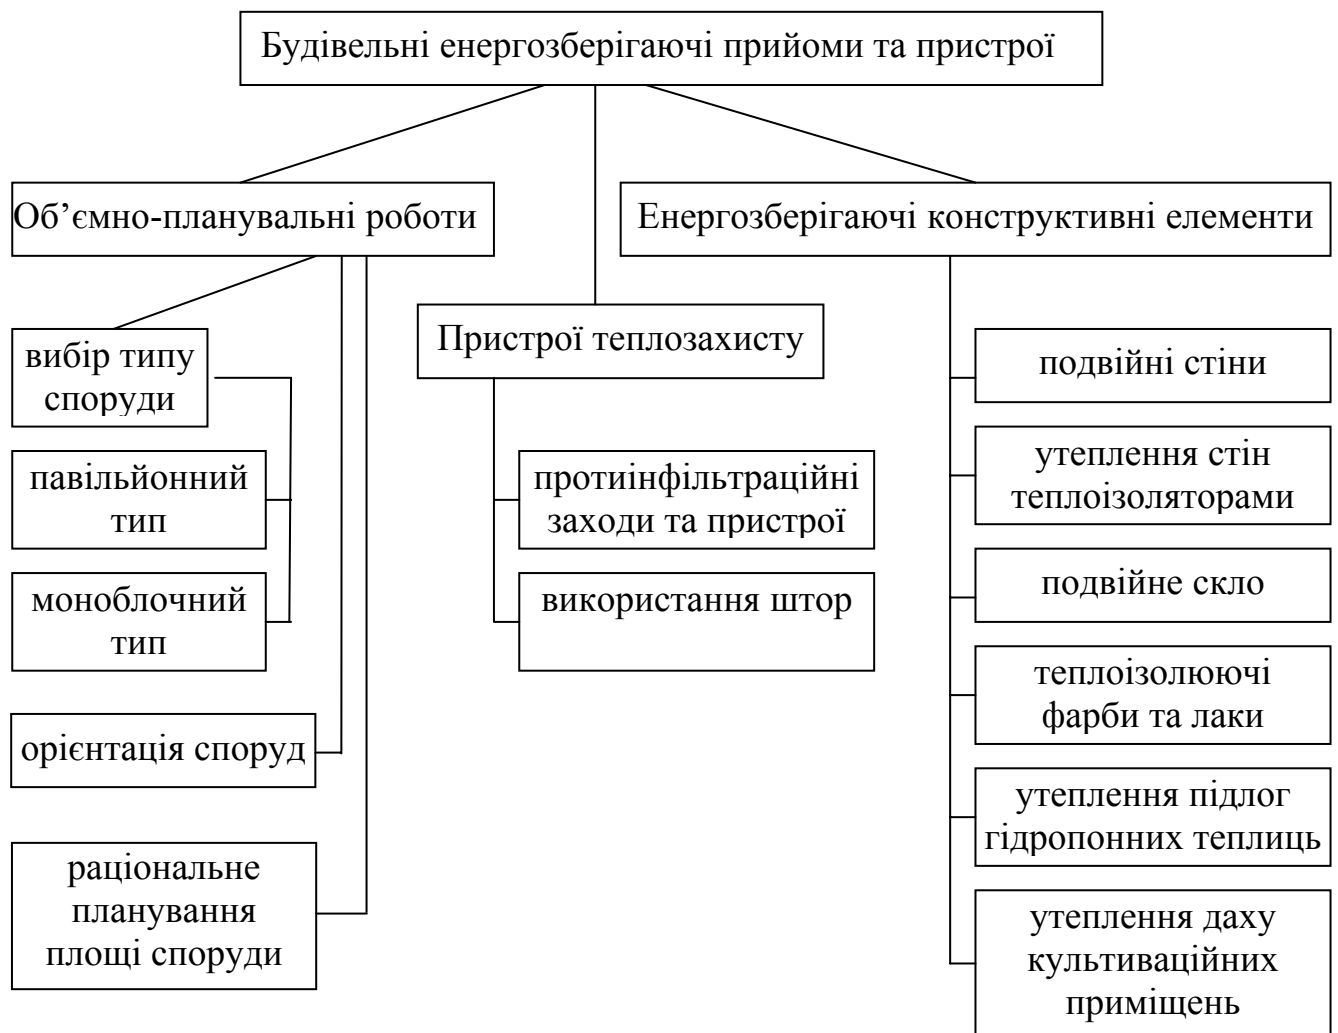 Будівельні енергозберігаючі прийоми та пристрої
Об’ємно-планувальні роботи
Енергозберігаючі конструктивні елементи
Пристрої теплозахисту
вибір типу
споруди
павільйонний
тип
моноблочний
тип
орієнтація споруд
раціональне
планування
площі споруди
протиінфільтраційні
заходи та пристрої
використання штор
подвійні стіни
утеплення стін
теплоізоляторами
подвійне скло
теплоізолюючі
фарби та лаки
утеплення підлог
гідропонних теплиць
утеплення даху
культиваційних
приміщень